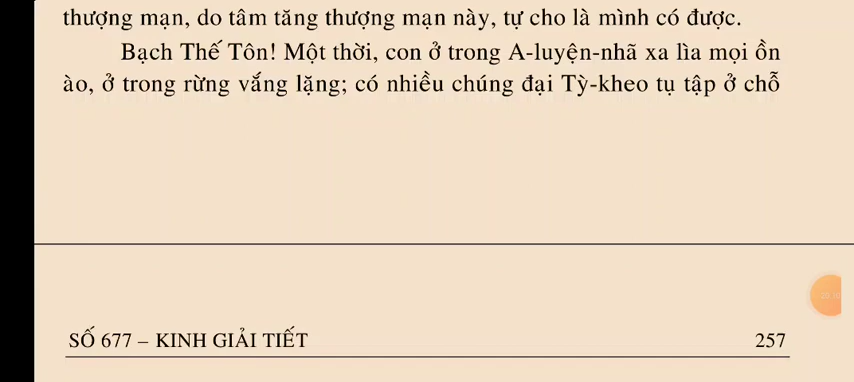 thượng mạn, do tâm tăng thượng mạn này, tự cho là mình có được.
Bạch Thế Tôn! Một thời, con ở trong A-luyện-nhã xa lìa mọi ồn
ào, ở trong rừng vắng lặng; có nhiều chúng đại Tỳ-kheo tụ tập ở chỗ
SỐ 677 – KINH GIẢI TIẾT 257